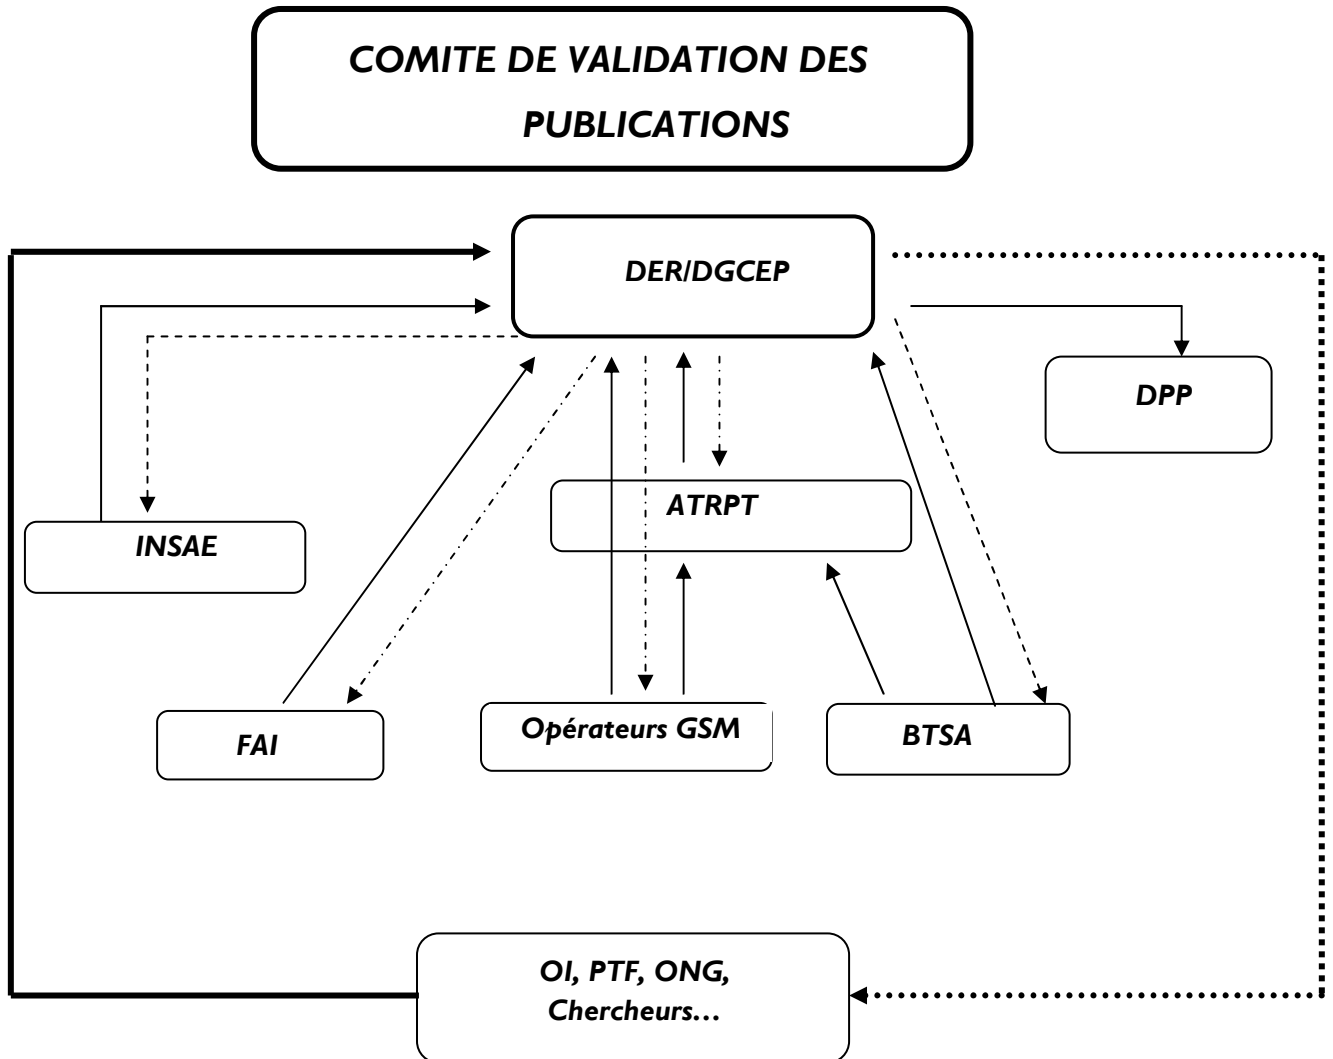 COMITE DE VALIDATION DES
PUBLICATIONS
DER/DGCEP
DPP
ATRPT
INSAE
FAI
Opérateurs GSM
BTSA
OI, PTF, ONG,
Chercheurs…